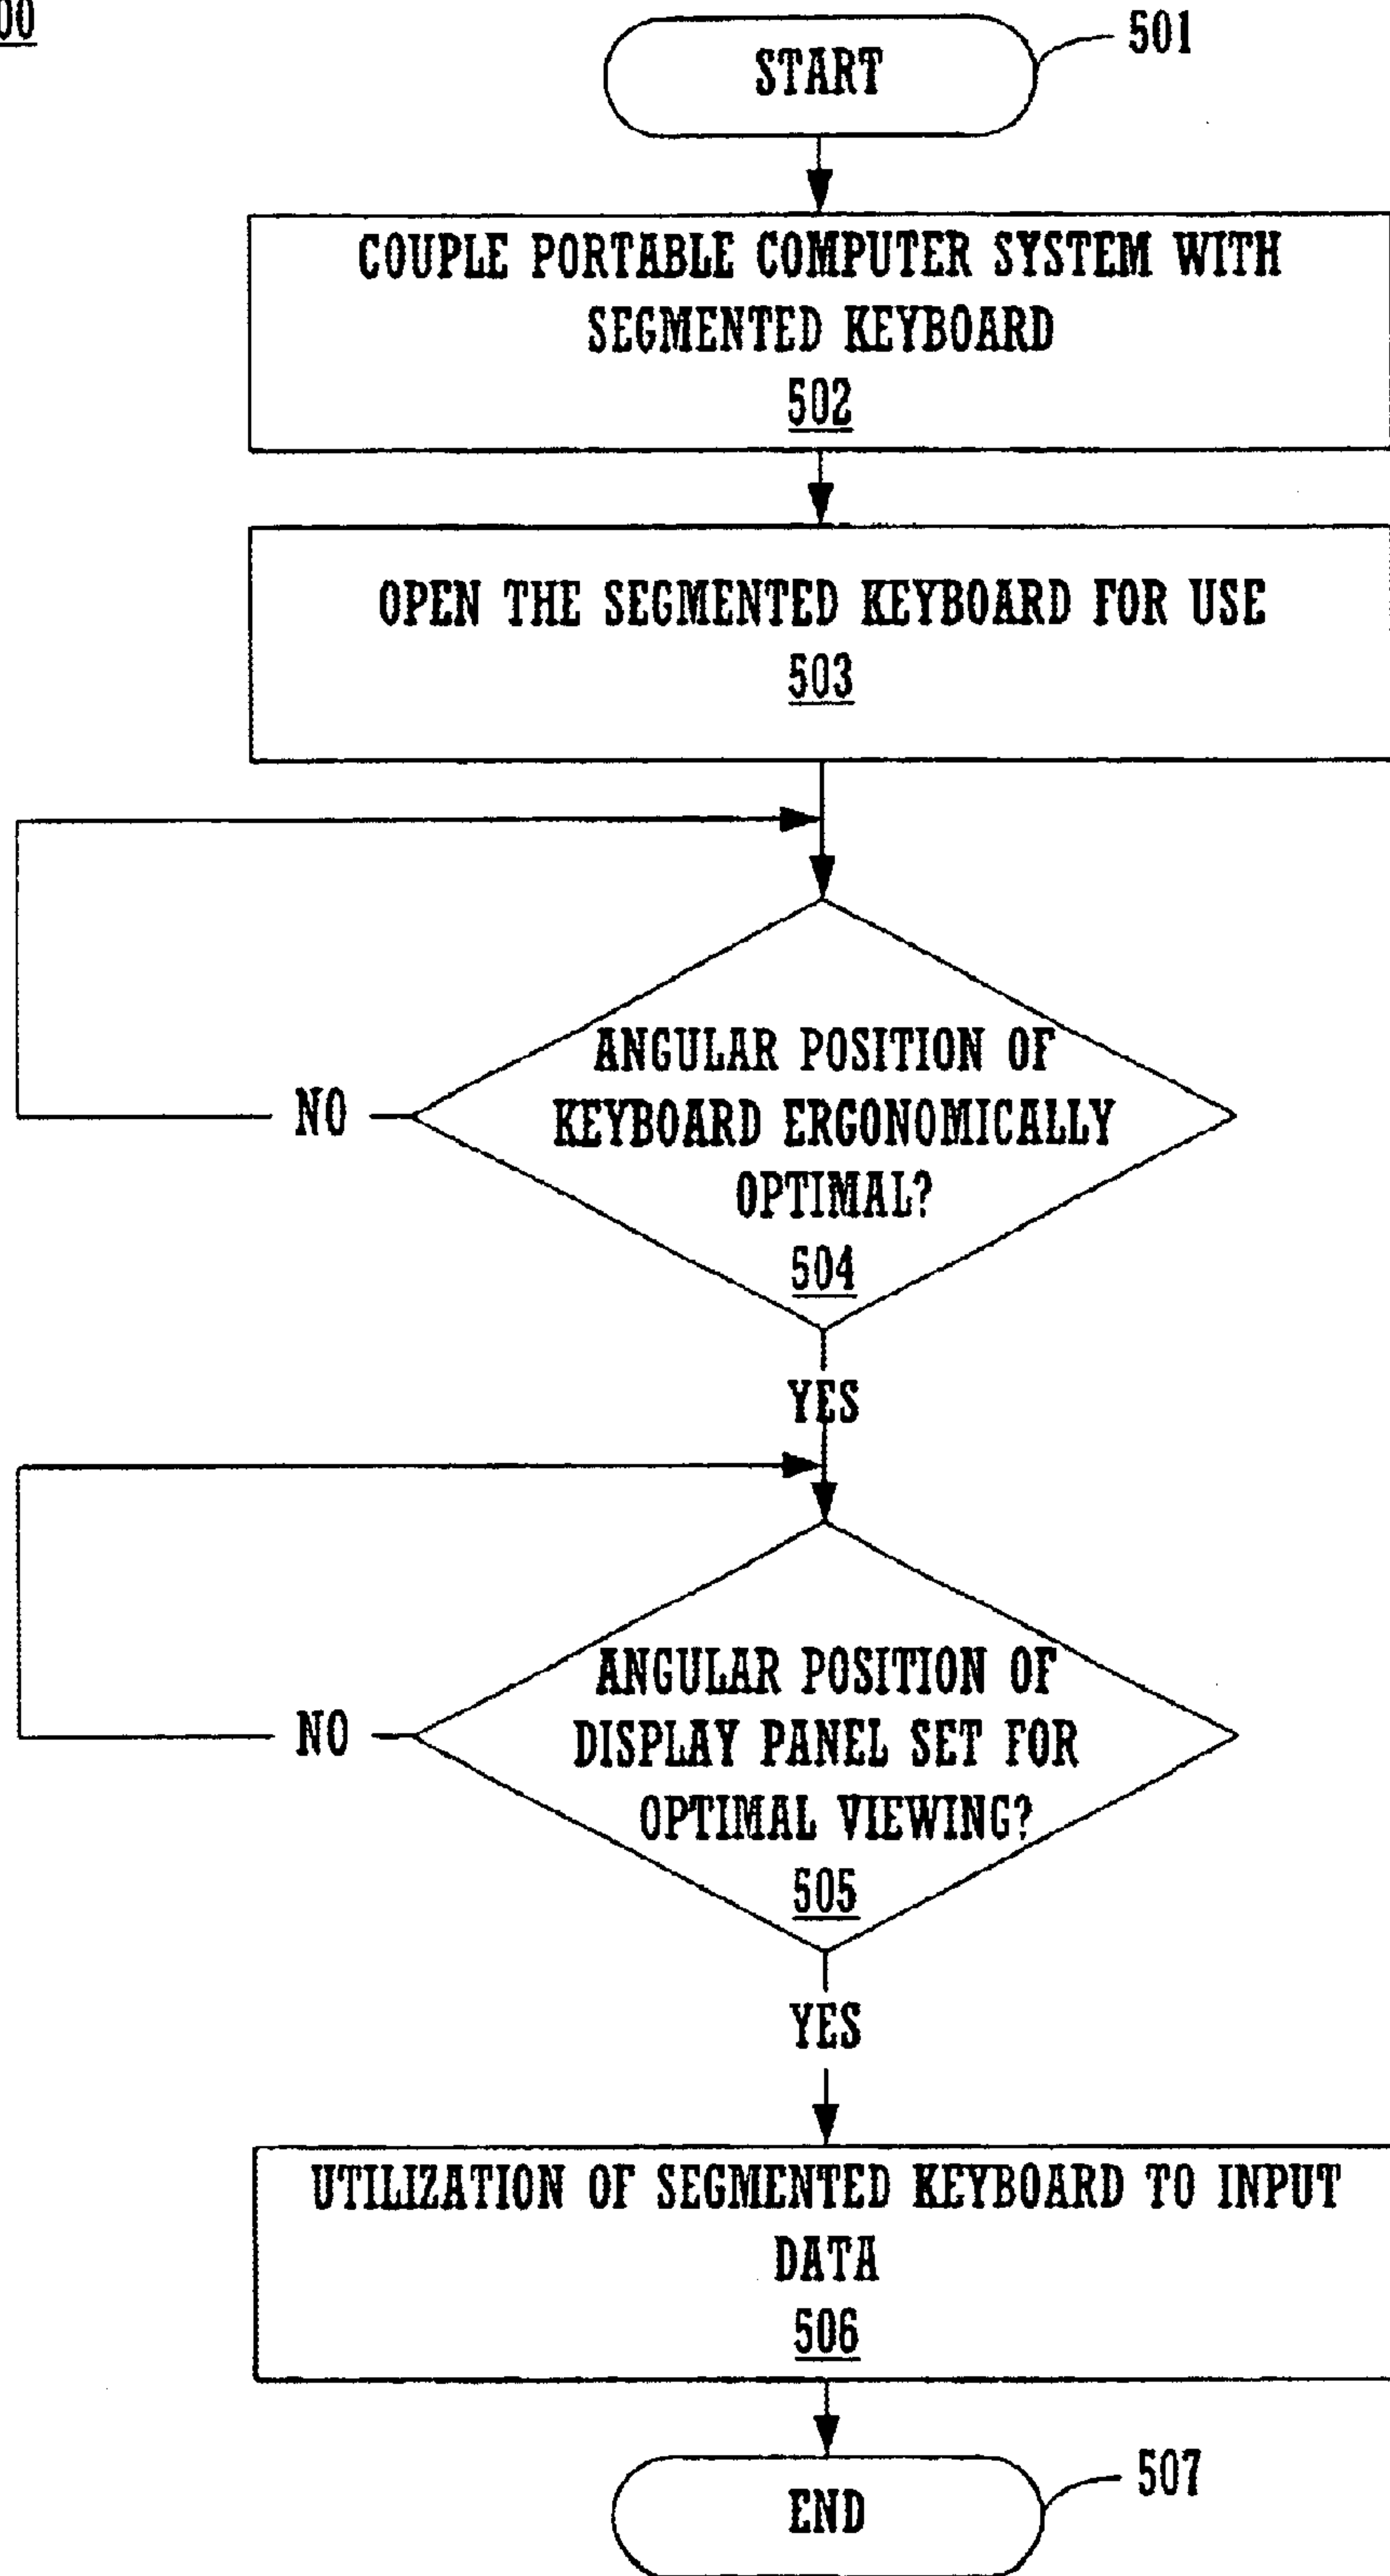 00
START
501
COUPLE PORTABLE COMPUTER SYSTEM WITH
SEGMENTED KEYBOARD
502
OPEN THE SEGMENTED KEYBOARD FOR USE
503
ANGULAR POSITION OF
KEYBOARD ERGONOMICALLY
OPTIMAL?
504
NO
YES
ANGULAR POSITION OF
DISPLAY PANEL SET FOR
OPTIMAL VIEWING?
505
NO
YES
UTILIZATION OF SEGMENTED KEYBOARD TO INPUT
DATA
506
END
507